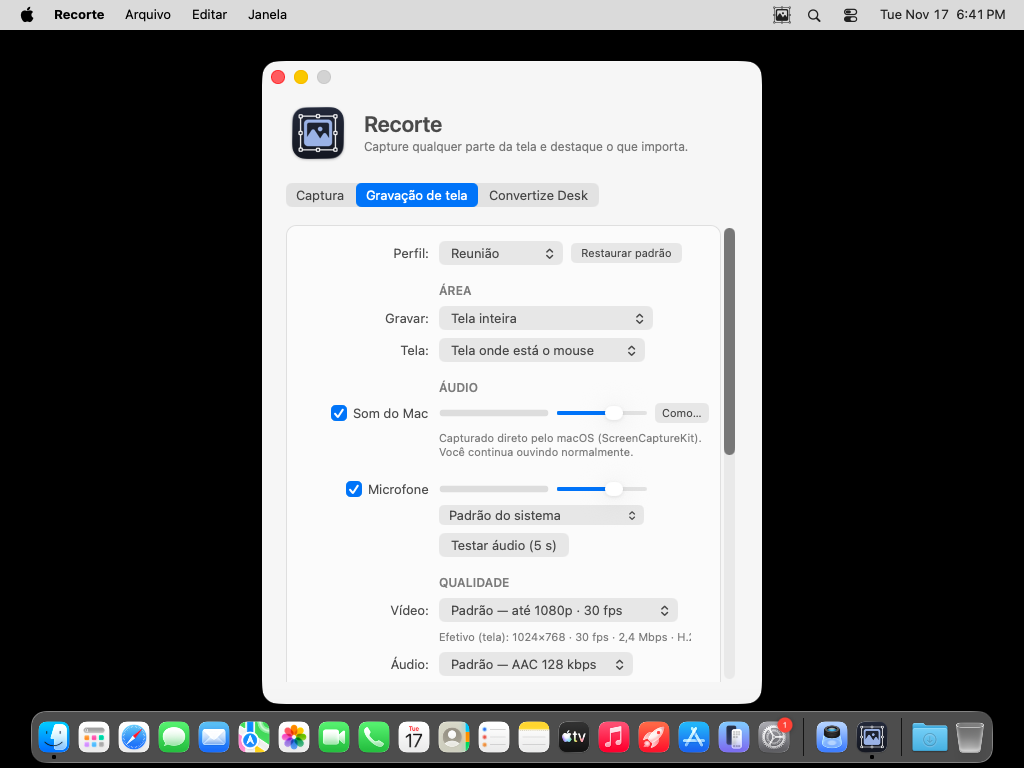 Recorte Arquivo Editar Janela Tue Nov 17 6:41 PM
Recorte
Capture qualquer parte da tela e destaque o que importa.
Captura Gravação de tela Convertize Desk
Perfil: Reunião Restaurar padrão
ÁREA
Gravar: Tela inteira
Tela: Tela onde está o mouse
ÁUDIO
Som do Mac Como...
Capturado direto pelo macOS (ScreenCaptureKit).
Você continua ouvindo normalmente.
Microfone
Padrão do sistema
Testar áudio (5 s)
QUALIDADE
Vídeo: Padrão — até 1080p · 30 fps
Efetivo (tela): 1024×768 · 30 fps · 2,4 Mbps ·
Áudio: Padrão — AAC 128 kbps
Tue
17
tv
1